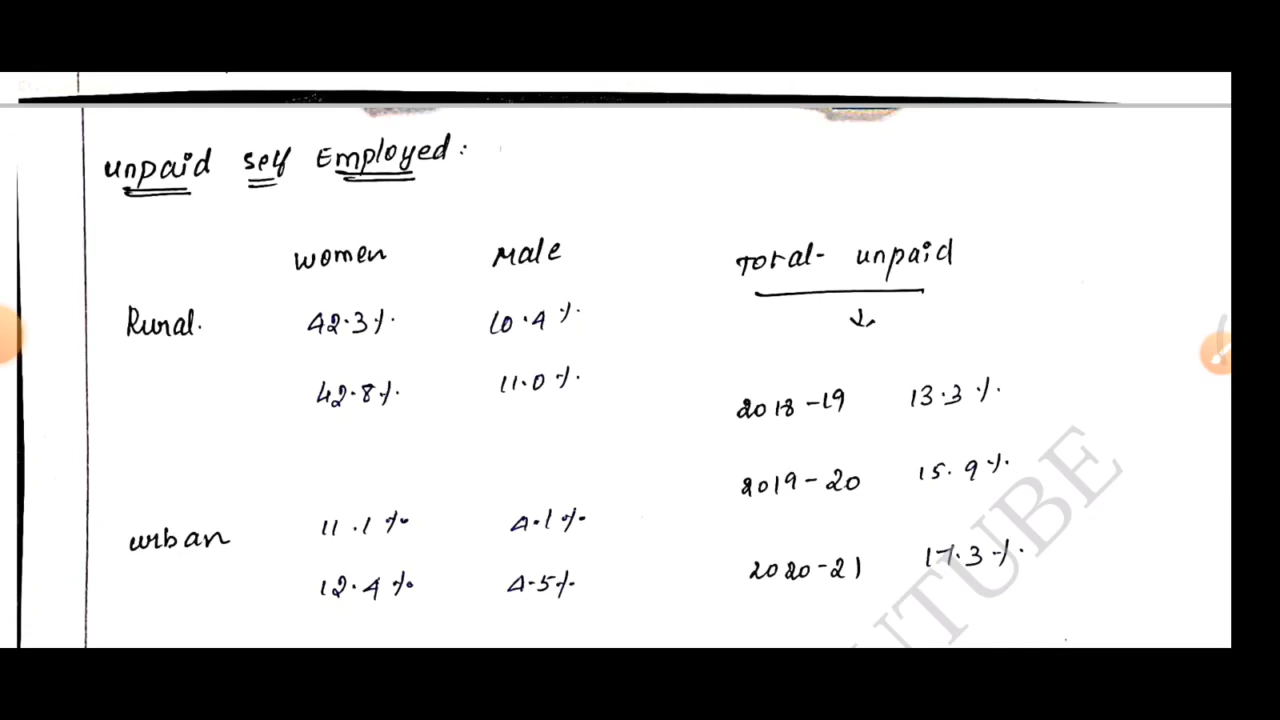 unpaid self Employed:
women Male
Rural. 42.3%. 10.4%.
42.8%. 11.0%.
urban 11.1% 4.1%
12.4% 4.5%
Total- unpaid
2018-19 13.3%.
2019-20 15.9%.
2020-21 17.3%.
UTUBE